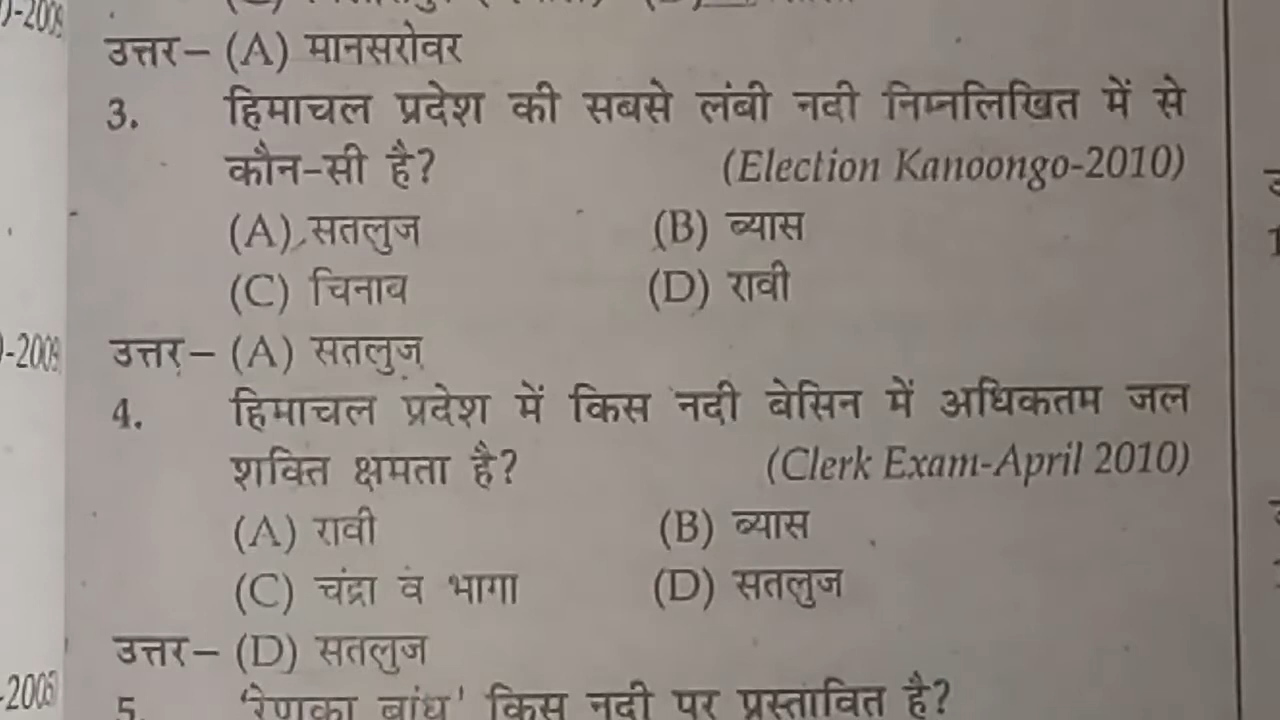 )-2009
उत्तर– (A) मानसरोवर
3. हिमाचल प्रदेश की सबसे लंबी नदी निम्नलिखित में से
कौन-सी है? (Election Kanoongo-2010)
(A) सतलुज (B) ब्यास
(C) चिनाब (D) रावी
-2009
उत्तर– (A) सतलुज
4. हिमाचल प्रदेश में किस नदी बेसिन में अधिकतम जल
शक्ति क्षमता है? (Clerk Exam-April 2010)
(A) रावी (B) ब्यास
(C) चंद्रा व भागा (D) सतलुज
उत्तर– (D) सतलुज
5. 'रेणुका बांध' किस नदी पर प्रस्तावित है?